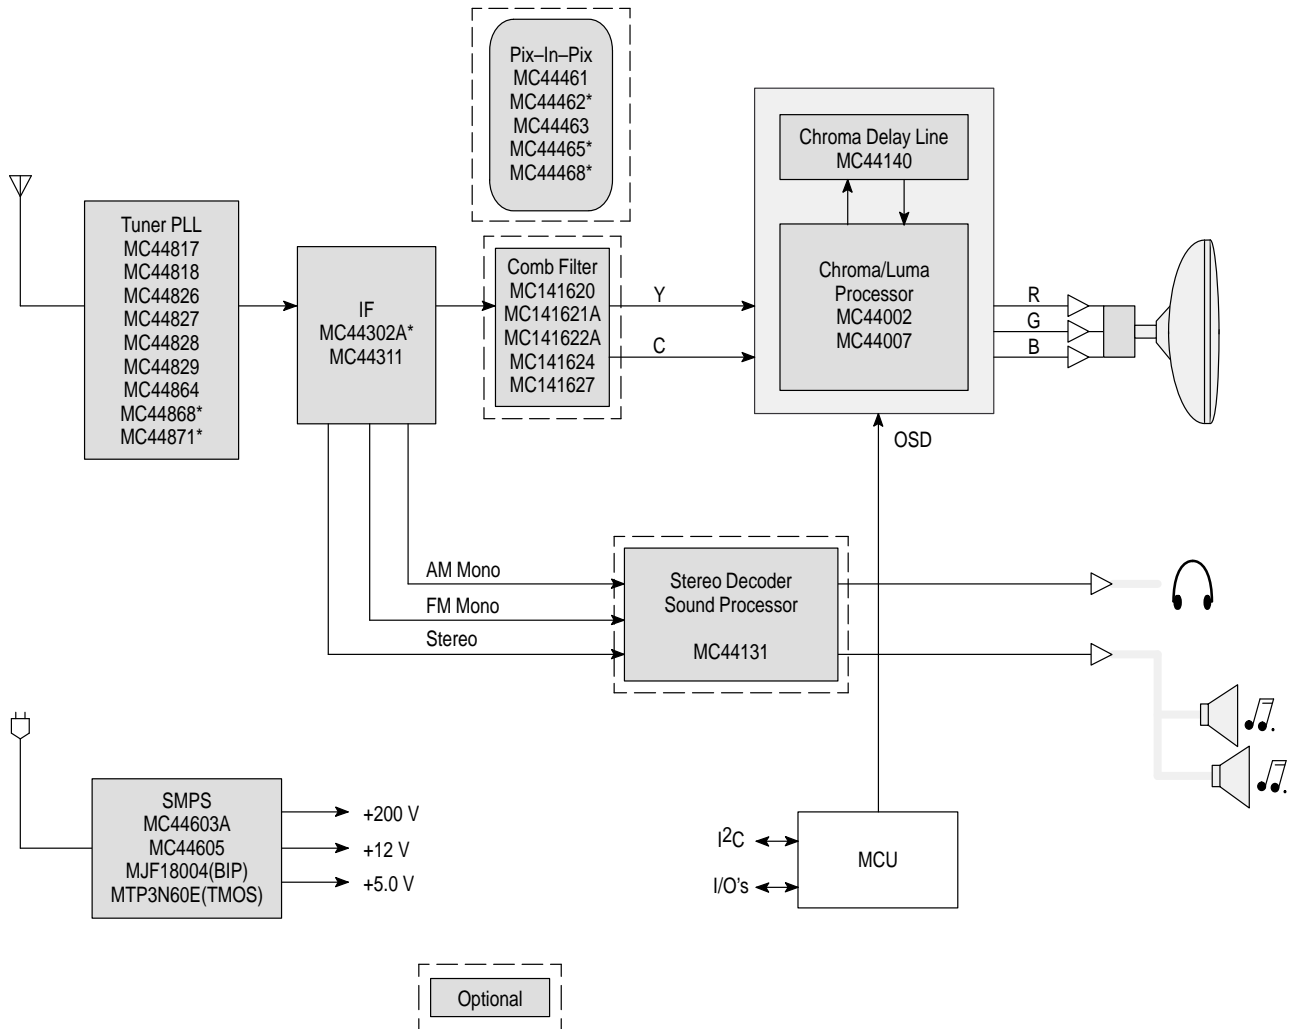 Pix–In–Pix
MC44461
MC44462*
MC44463
MC44465*
MC44468*
Chroma Delay Line
MC44140
Tuner PLL
MC44817
MC44818
MC44826
MC44827
MC44828
MC44829
MC44864
MC44868*
MC44871*
IF
MC44302A*
MC44311
Comb Filter
MC141620
MC141621A
MC141622A
MC141624
MC141627
Y
C
Chroma/Luma
Processor
MC44002
MC44007
R
G
B
OSD
AM Mono
FM Mono
Stereo
Stereo Decoder
Sound Processor
MC44131
SMPS
MC44603A
MC44605
MJF18004(BIP)
MTP3N60E(TMOS)
+200 V
+12 V
+5.0 V
I2C
I/O's
MCU
Optional